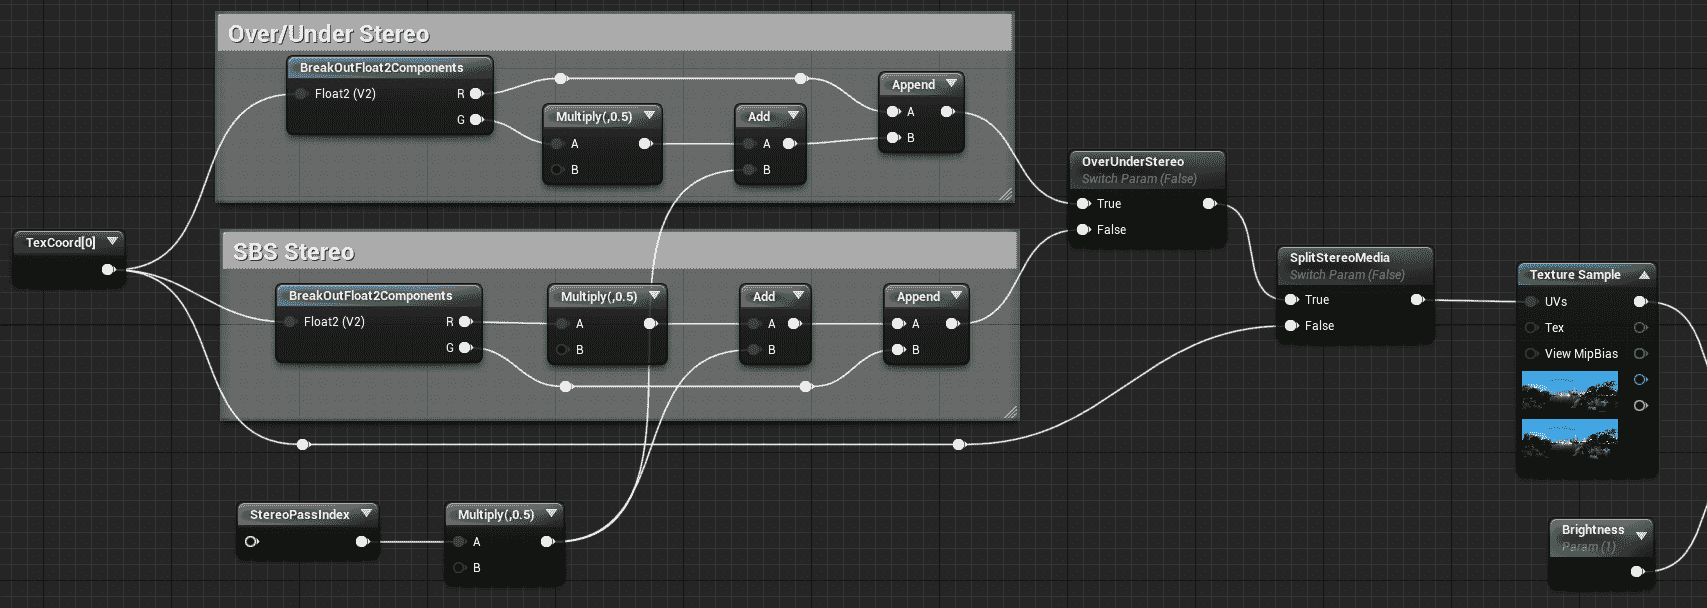 Over/Under Stereo
BreakOutFloat2Components
Float2 (V2)
R
G
Multiply(,0.5)
A
B
Add
A
B
Append
A
B
OverUnderStereo
Switch Param (False)
True
False
TexCoord[0]
SBS Stereo
BreakOutFloat2Components
Float2 (V2)
R
G
Multiply(,0.5)
A
B
Add
A
B
Append
A
B
SplitStereoMedia
Switch Param (False)
True
False
Texture Sample
UVs
Tex
View MipBias
StereoPassIndex
Multiply(,0.5)
A
B
Brightness
Param (1)